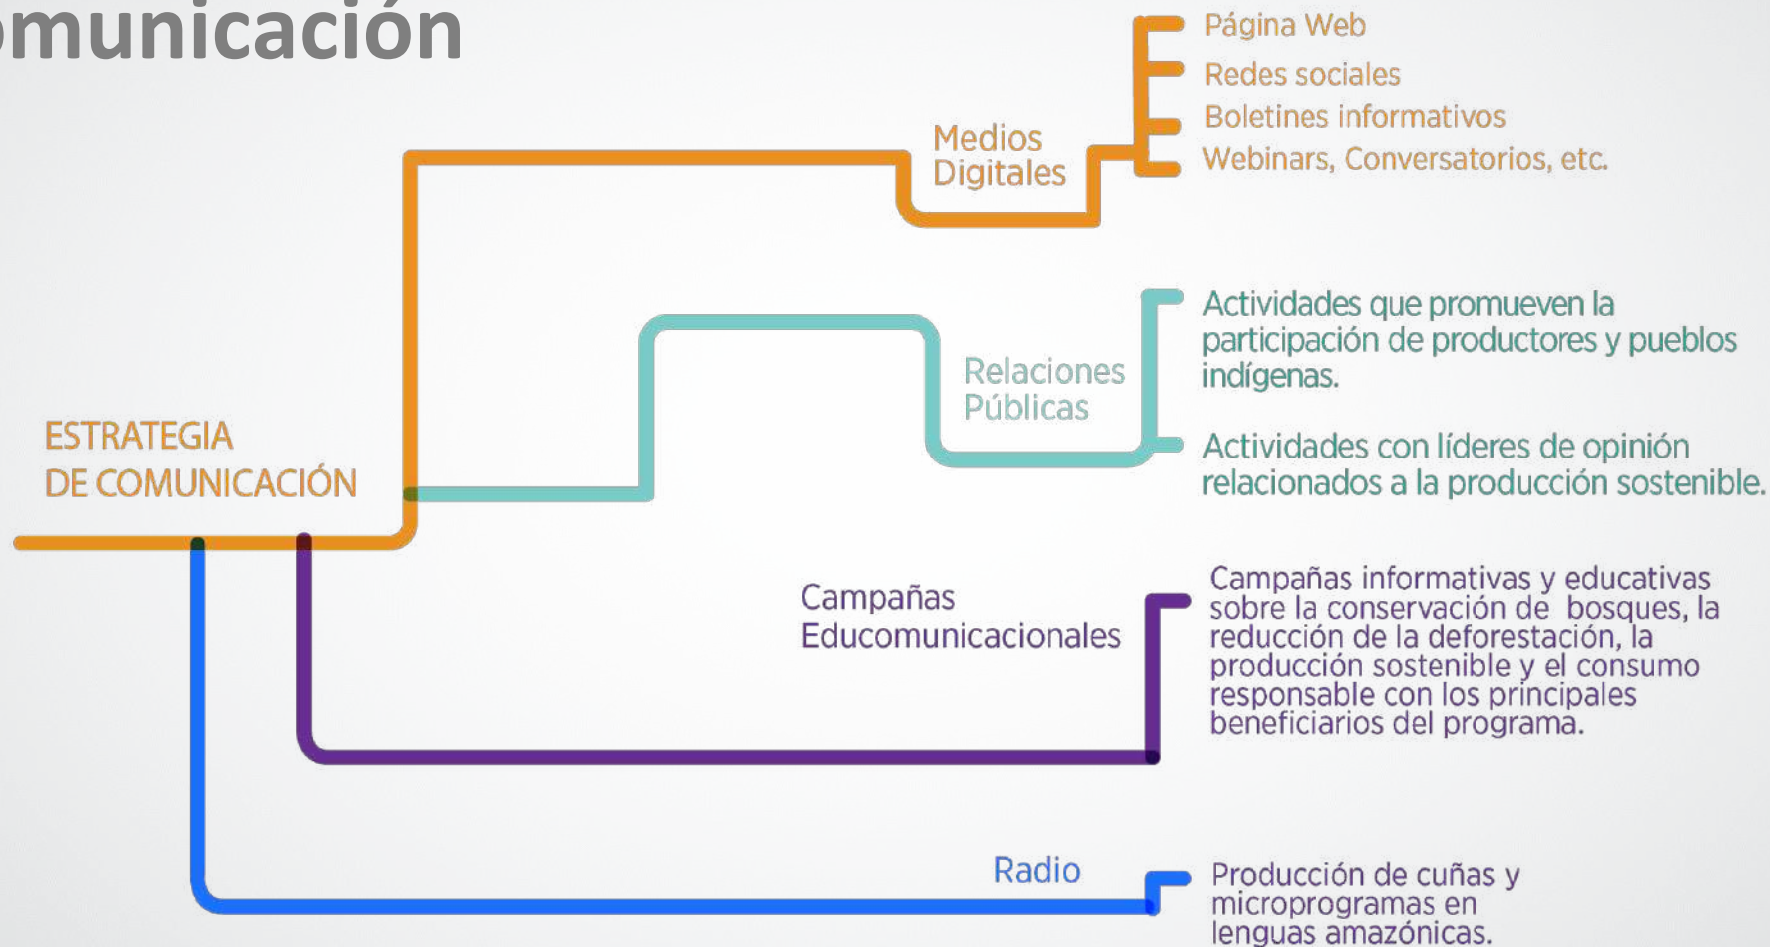 omunicación
Página Web
Redes sociales
Boletines informativos
Webinars, Conversatorios, etc.
Medios
Digitales
Actividades que promueven la
participación de productores y pueblos
indígenas.
Relaciones
Públicas
Actividades con líderes de opinión
relacionados a la producción sostenible.
ESTRATEGIA
DE COMUNICACIÓN
Campañas
Educomunicacionales
Campañas informativas y educativas
sobre la conservación de bosques, la
reducción de la deforestación, la
producción sostenible y el consumo
responsable con los principales
beneficiarios del programa.
Radio
Producción de cuñas y
microprogramas en
lenguas amazónicas.